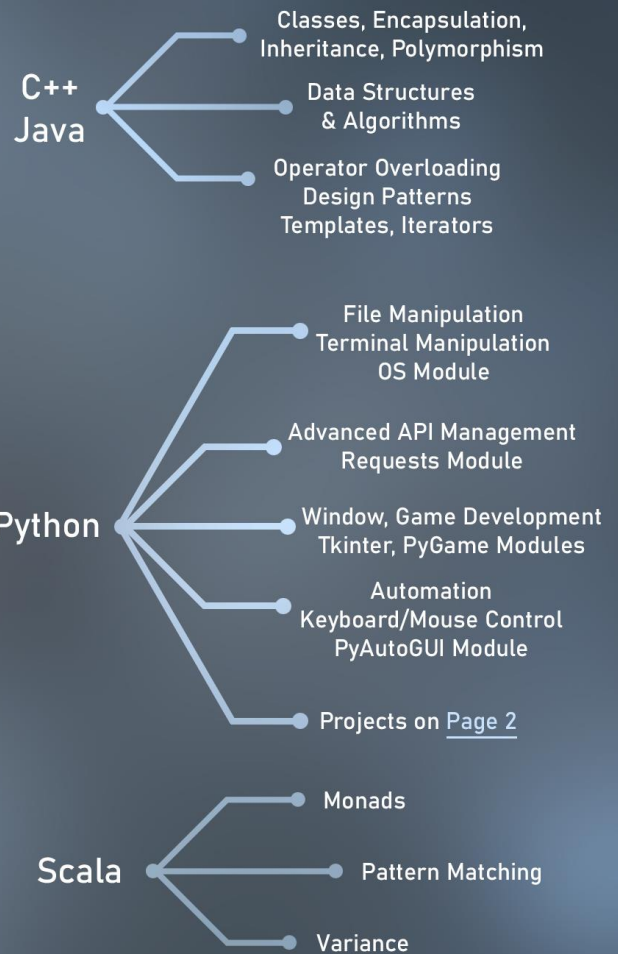 C++
Java
Classes, Encapsulation,
Inheritance, Polymorphism
Data Structures
& Algorithms
Operator Overloading
Design Patterns
Templates, Iterators
Python
File Manipulation
Terminal Manipulation
OS Module
Advanced API Management
Requests Module
Window, Game Development
Tkinter, PyGame Modules
Automation
Keyboard/Mouse Control
PyAutoGUI Module
Projects on Page 2
Scala
Monads
Pattern Matching
Variance